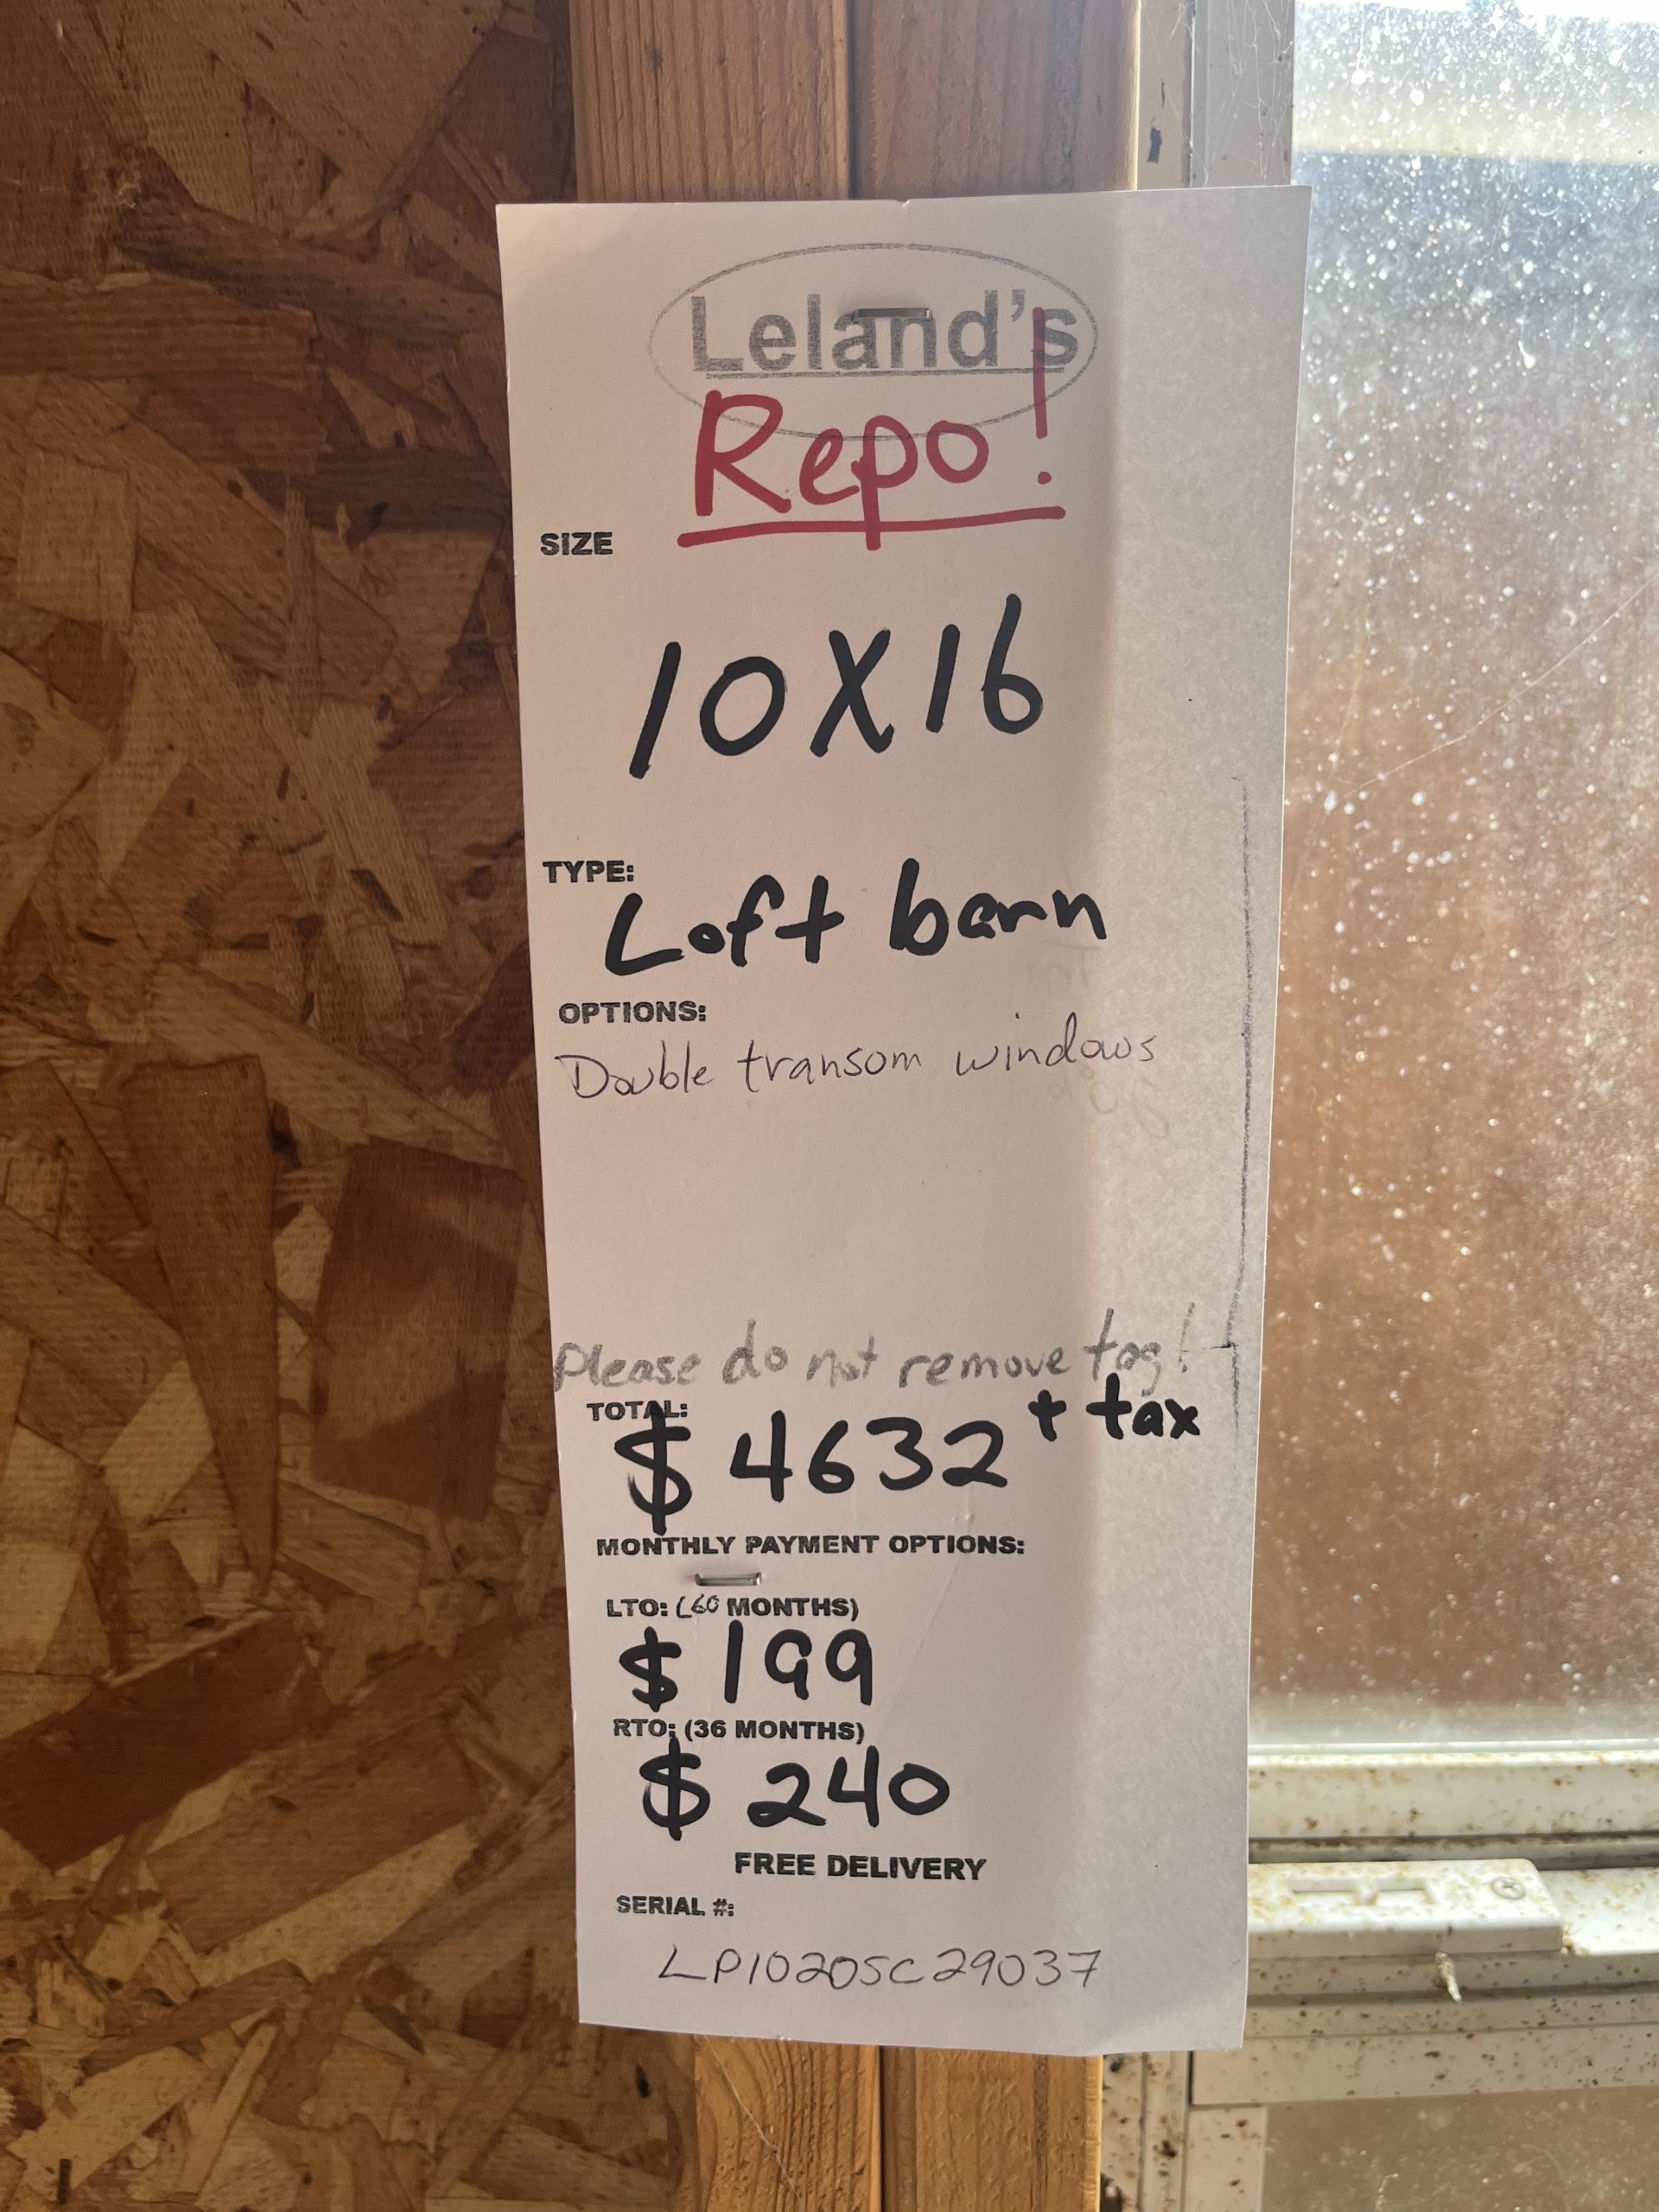 Leland's
Repo!
SIZE
10X16
TYPE:
Loft barn
OPTIONS:
Double transom windows
Please do not remove tag!
TOTAL:
$ 4632 + tax
MONTHLY PAYMENT OPTIONS:
LTO: (60 MONTHS)
$ 199
RTO: (36 MONTHS)
$ 240
FREE DELIVERY
SERIAL #:
LP1020SC29037